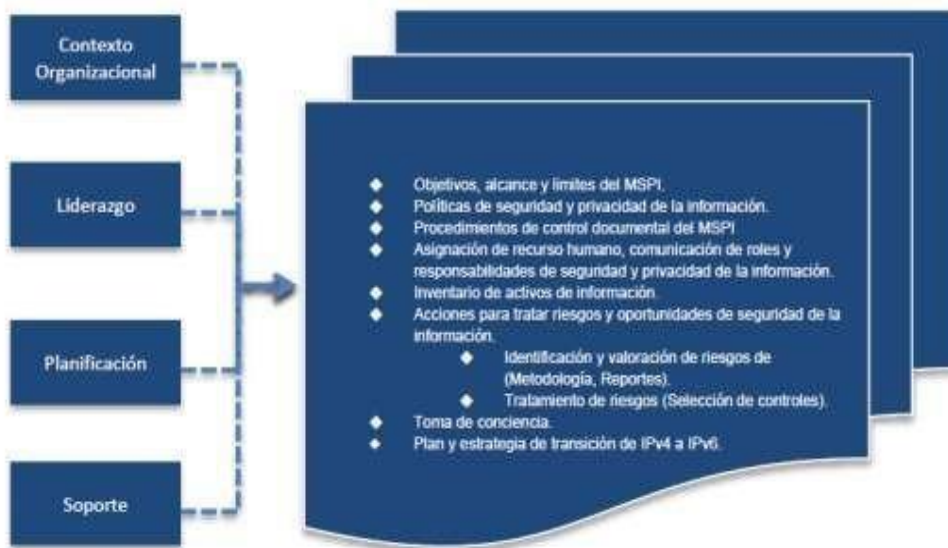 Contexto
Organizacional
Liderazgo
Planificación
Soporte
Objetivos, alcance y limites del MSPI.
Políticas de seguridad y privacidad de la información.
Procedimientos de control documental del MSPI
Asignación de recurso humano, comunicación de roles y
responsabilidades de seguridad y privacidad de la información.
Inventario de activos de información.
Acciones para tratar riesgos y oportunidades de seguridad de la
información.
Identificación y valoración de riesgos de
(Metodología, Reportes).
Tratamiento de riesgos (Selección de controles).
Toma de conciencia.
Plan y estrategia de transición de IPv4 a IPv6.